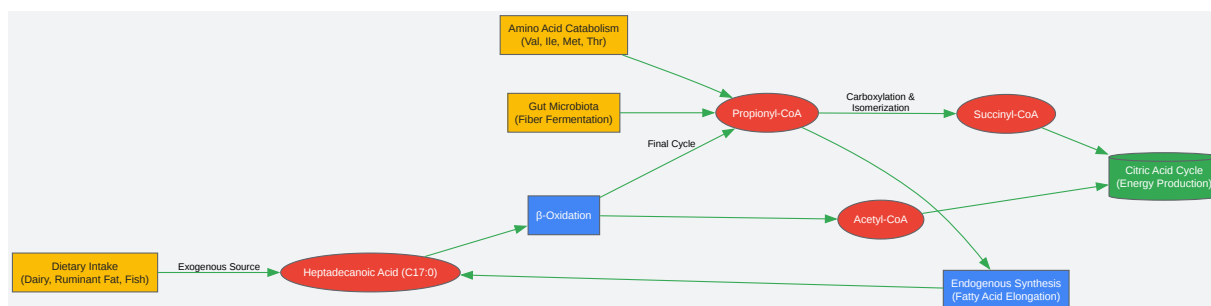 Amino Acid Catabolism
(Val, Ile, Met, Thr)
Gut Microbiota
(Fiber Fermentation)
Propionyl-CoA
Carboxylation &
Isomerization
Succinyl-CoA
Final Cycle
Citric Acid Cycle
(Energy Production)
β-Oxidation
Acetyl-CoA
Dietary Intake
(Dairy, Ruminant Fat, Fish)
Exogenous Source
Heptadecanoic Acid (C17:0)
Endogenous Synthesis
(Fatty Acid Elongation)